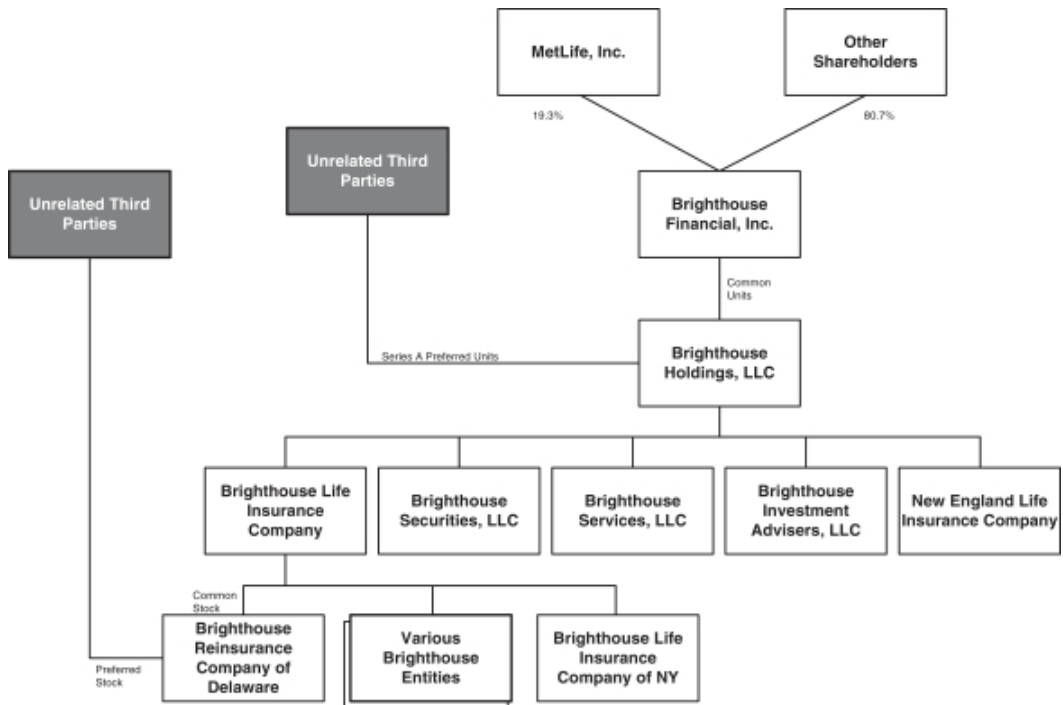 MetLife, Inc.
Other
Shareholders
19.3%
80.7%
Unrelated Third
Parties
Unrelated Third
Parties
Brighthouse
Financial, Inc.
Common
Units
Series A Preferred Units
Brighthouse
Holdings, LLC
Brighthouse Life
Insurance
Company
Brighthouse
Securities, LLC
Brighthouse
Services, LLC
Brighthouse
Investment
Advisers, LLC
New England Life
Insurance Company
Common
Stock
Preferred
Stock
Brighthouse
Reinsurance
Company of
Delaware
Various
Brighthouse
Entities
Brighthouse Life
Insurance
Company of NY